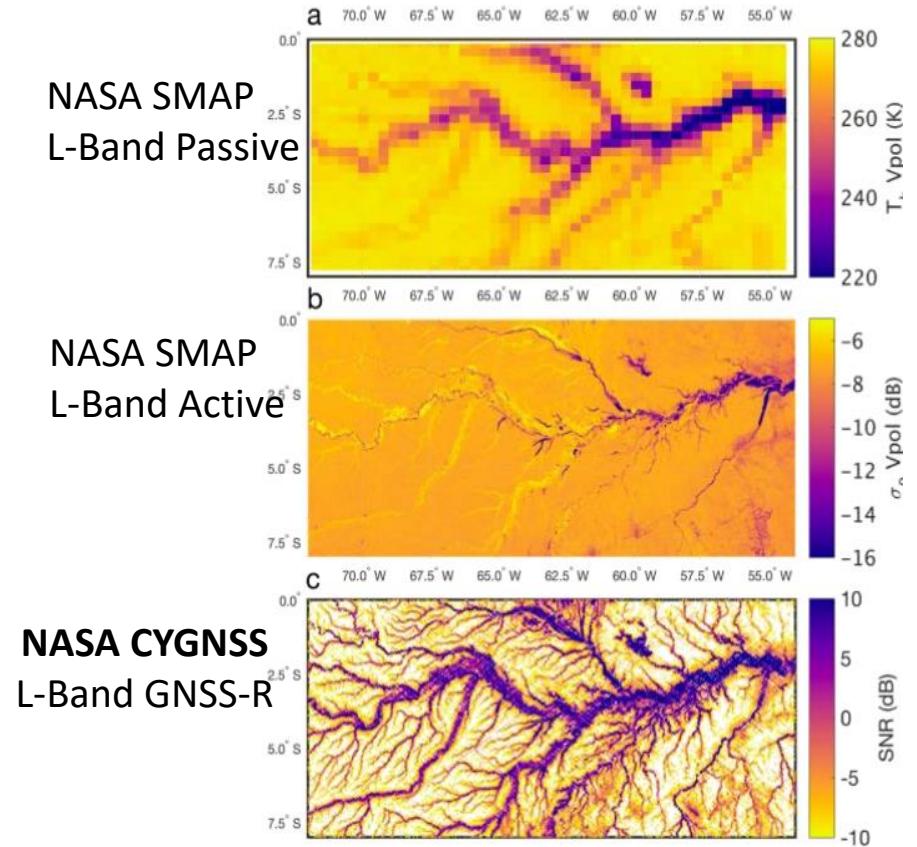 a
70.0° W 67.5° W 65.0° W 62.5° W 60.0° W 57.5° W 55.0° W
0.0°
2.5° S
5.0° S
7.5° S
NASA SMAP
L-Band Passive
280
260
240
220
Vpol (K)
b
70.0° W 67.5° W 65.0° W 62.5° W 60.0° W 57.5° W 55.0° W
0.0°
2.5° S
5.0° S
7.5° S
NASA SMAP
L-Band Active
-6
-8
-10
-12
-14
-16
σ₀ Vpol (dB)
c
70.0° W 67.5° W 65.0° W 62.5° W 60.0° W 57.5° W 55.0° W
0.0°
2.5° S
5.0° S
7.5° S
NASA CYGNSS
L-Band GNSS-R
10
5
0
-5
-10
SNR (dB)